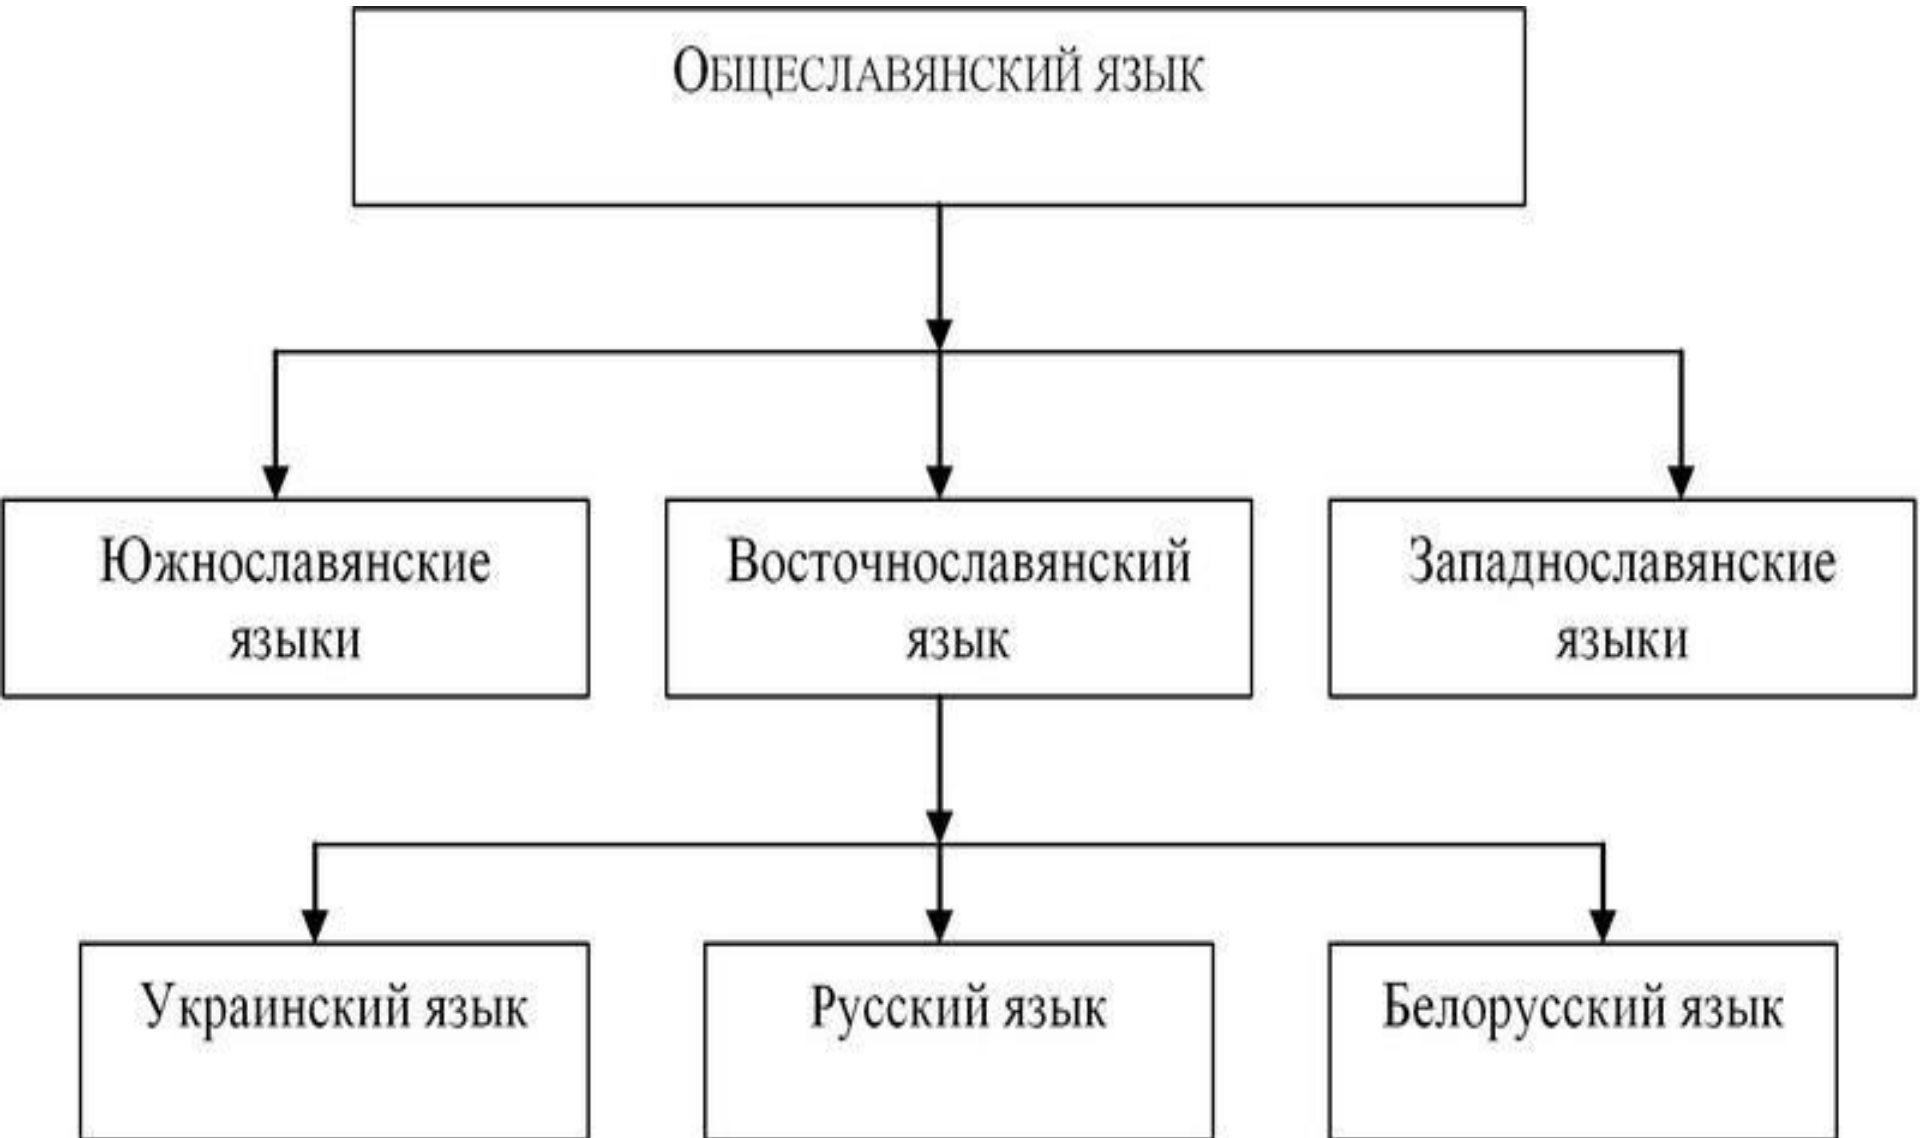 Общеславянский язык
Южнославянские
языки
Восточнославянский
язык
Западнославянские
языки
Украинский язык
Русский язык
Белорусский язык